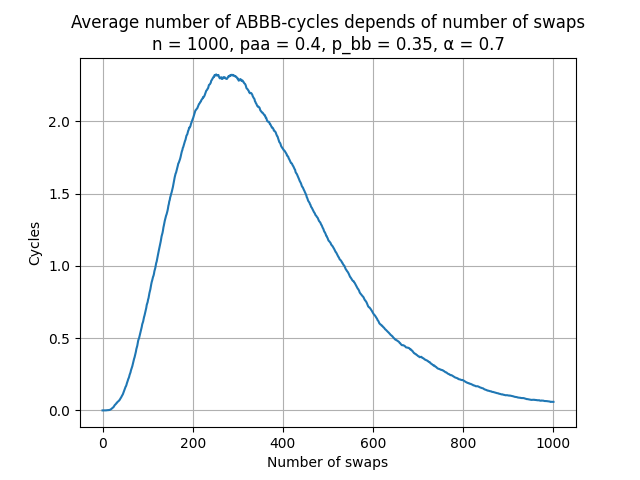 Average number of ABBB-cycles depends of number of swaps
n = 1000, paa = 0.4, p_bb = 0.35, α = 0.7
2.0
1.5
1.0
0.5
0.0
Cycles
0 200 400 600 800 1000
Number of swaps